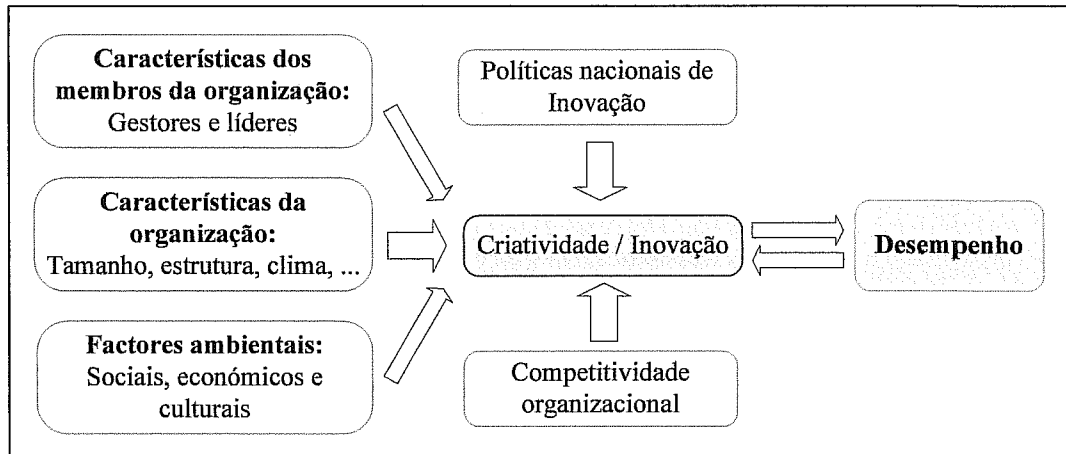 Características dos
membros da organização:
Gestores e líderes
Características da
organização:
Tamanho, estrutura, clima, ...
Factores ambientais:
Sociais, económicos e
culturais
Políticas nacionais de
Inovação
Criatividade / Inovação
Competitividade
organizacional
Desempenho